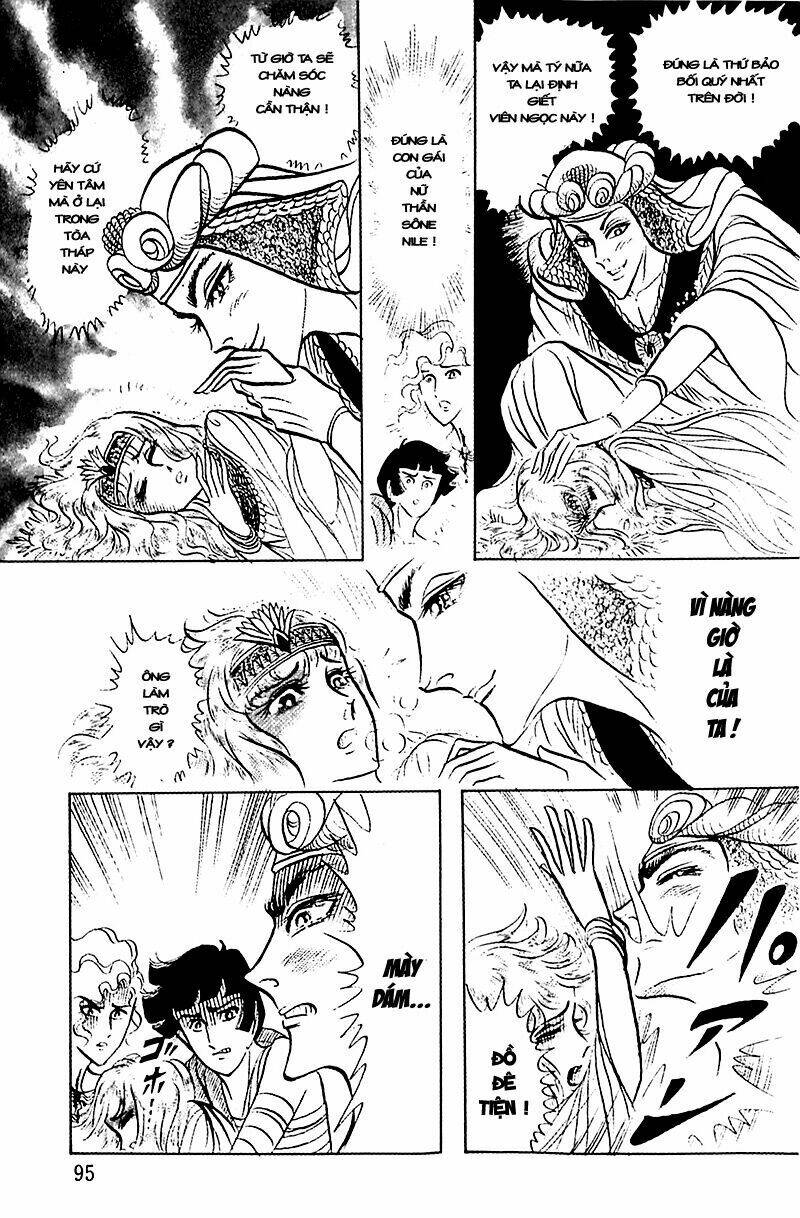 ĐÚNG LÀ THỨ BẢO
BỐI QUÝ NHẤT
TRÊN ĐỜI !
VẬY MÀ TÝ NỮA
TA LẠI ĐỊNH
GIẾT
VIÊN NGỌC NÀY !
ĐÚNG LÀ
CON GÁI
CỦA
NỮ
THẦN
SÔNE
NILE !
TỪ GIỜ TA SẼ
CHĂM SÓC
NÀNG
CẨN THẬN !
HÃY CỨ
YÊN TÂM
MÀ Ở LẠI
TRONG
TÒA
THÁP
NÀY
VÌ NÀNG
GIỜ
LÀ
CỦA
TA !
ÔNG
LÀM
TRÒ
GÌ
VẬY ?
パン
ĐỒ
ĐÊ
TIỆN !
MÀY
DÁM...
95